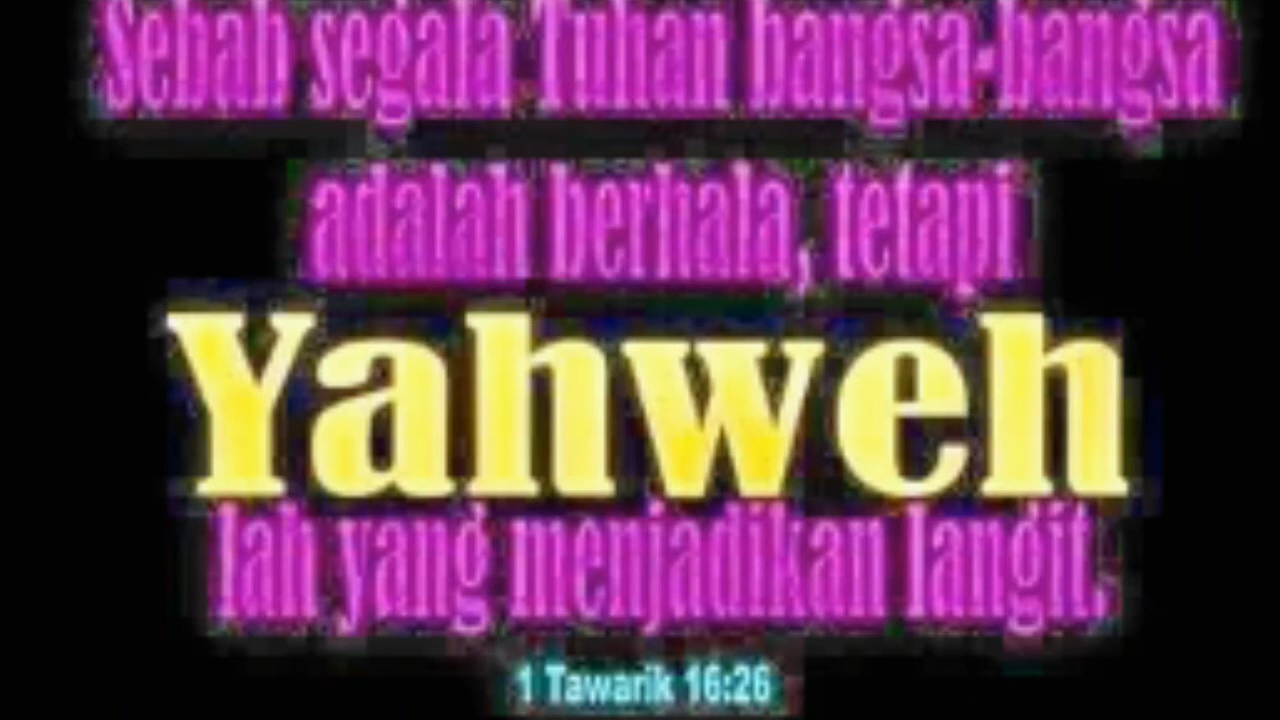 Sebab segala Tuhan bangsa-bangsa
adalah berhala, tetapi
Yahweh
lah yang menjadikan langit.
1 Tawarik 16:26